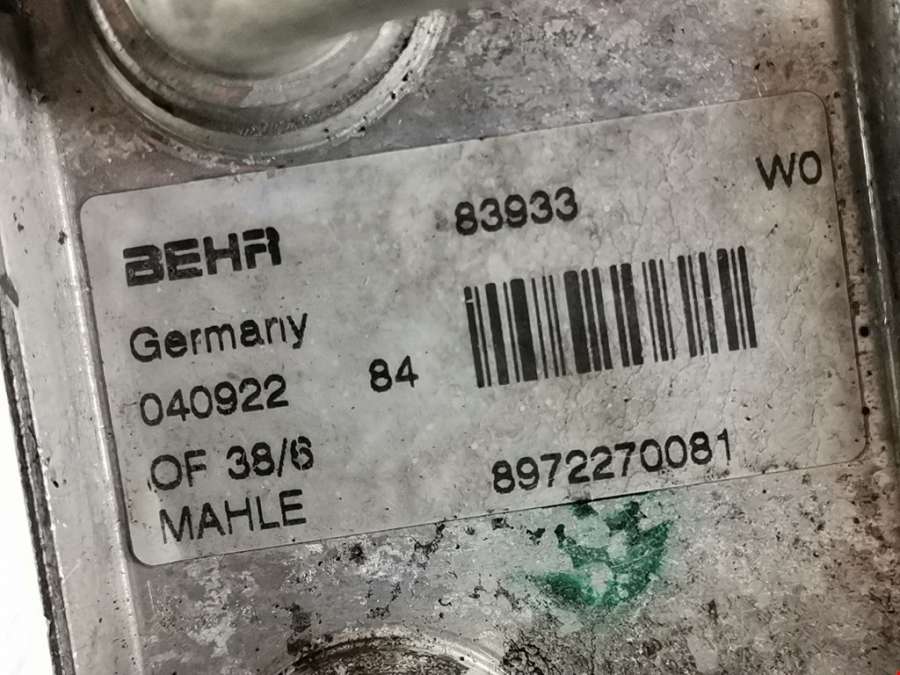 83933 W0
BEHR
Germany
040922 84
OF 38/6
8972270081
MAHLE